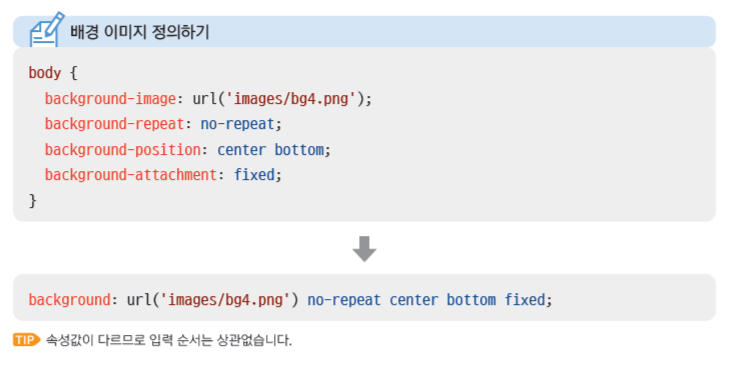 배경 이미지 정의하기
body {
  background-image: url('images/bg4.png');
  background-repeat: no-repeat;
  background-position: center bottom;
  background-attachment: fixed;
}
background: url('images/bg4.png') no-repeat center bottom fixed;
TIP 속성값이 다르므로 입력 순서는 상관없습니다.